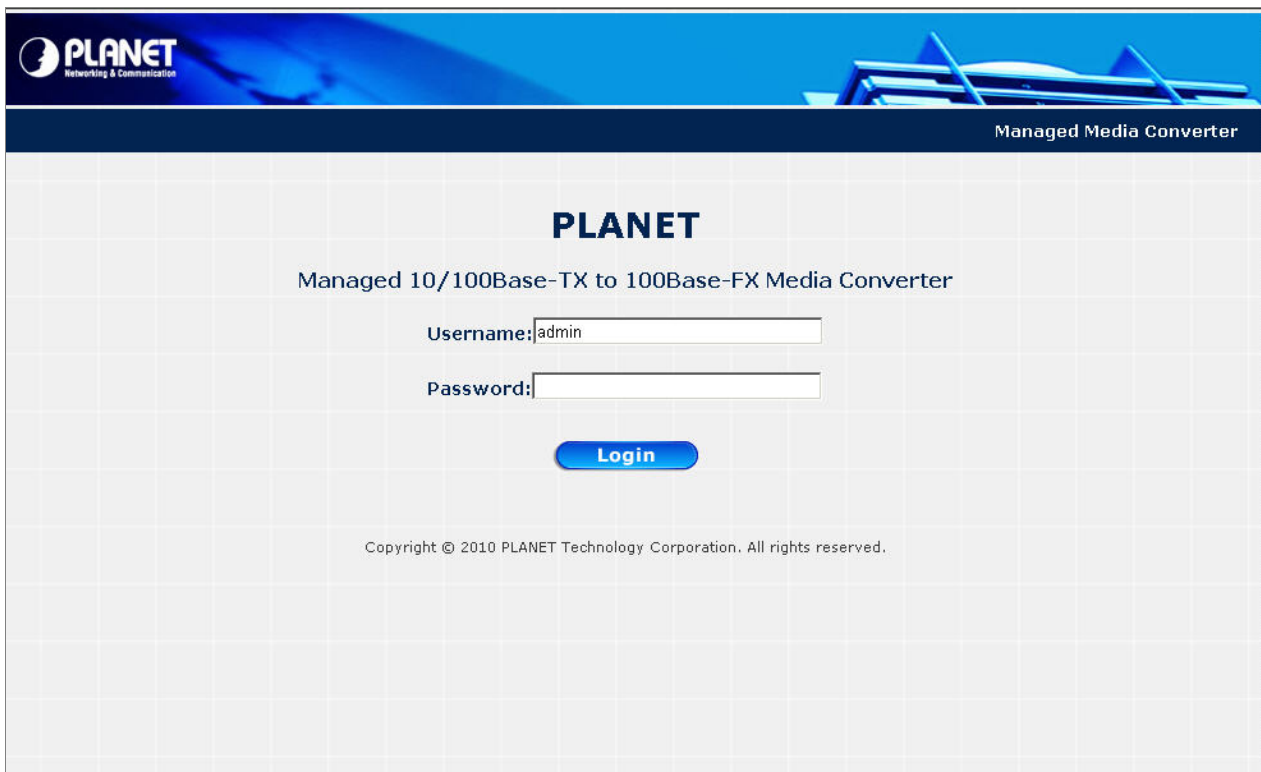 PLANET
Networking & Communication
Managed Media Converter
PLANET
Managed 10/100Base-TX to 100Base-FX Media Converter
Username: admin
Password:
Login
Copyright © 2010 PLANET Technology Corporation. All rights reserved.